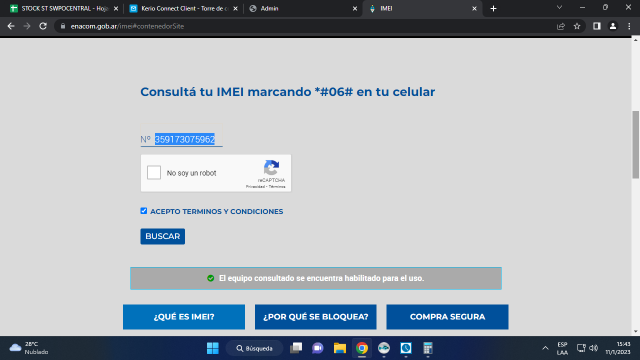 STOCK ST SWPOCENTRAL - Hoja
Kerio Connect Client - Torre de c
Admin
IMEI
enacom.gob.ar/imei#contenedorSite
Consultá tu IMEI marcando *#06# en tu celular
Nº 359173075962
No soy un robot
reCAPTCHA
Privacidad - Términos
ACEPTO TERMINOS Y CONDICIONES
BUSCAR
El equipo consultado se encuentra habilitado para el uso.
¿QUÉ ES IMEI?
¿POR QUÉ SE BLOQUEA?
COMPRA SEGURA
28°C
Nublado
Búsqueda
ESP
LAA
15:43
11/1/2023